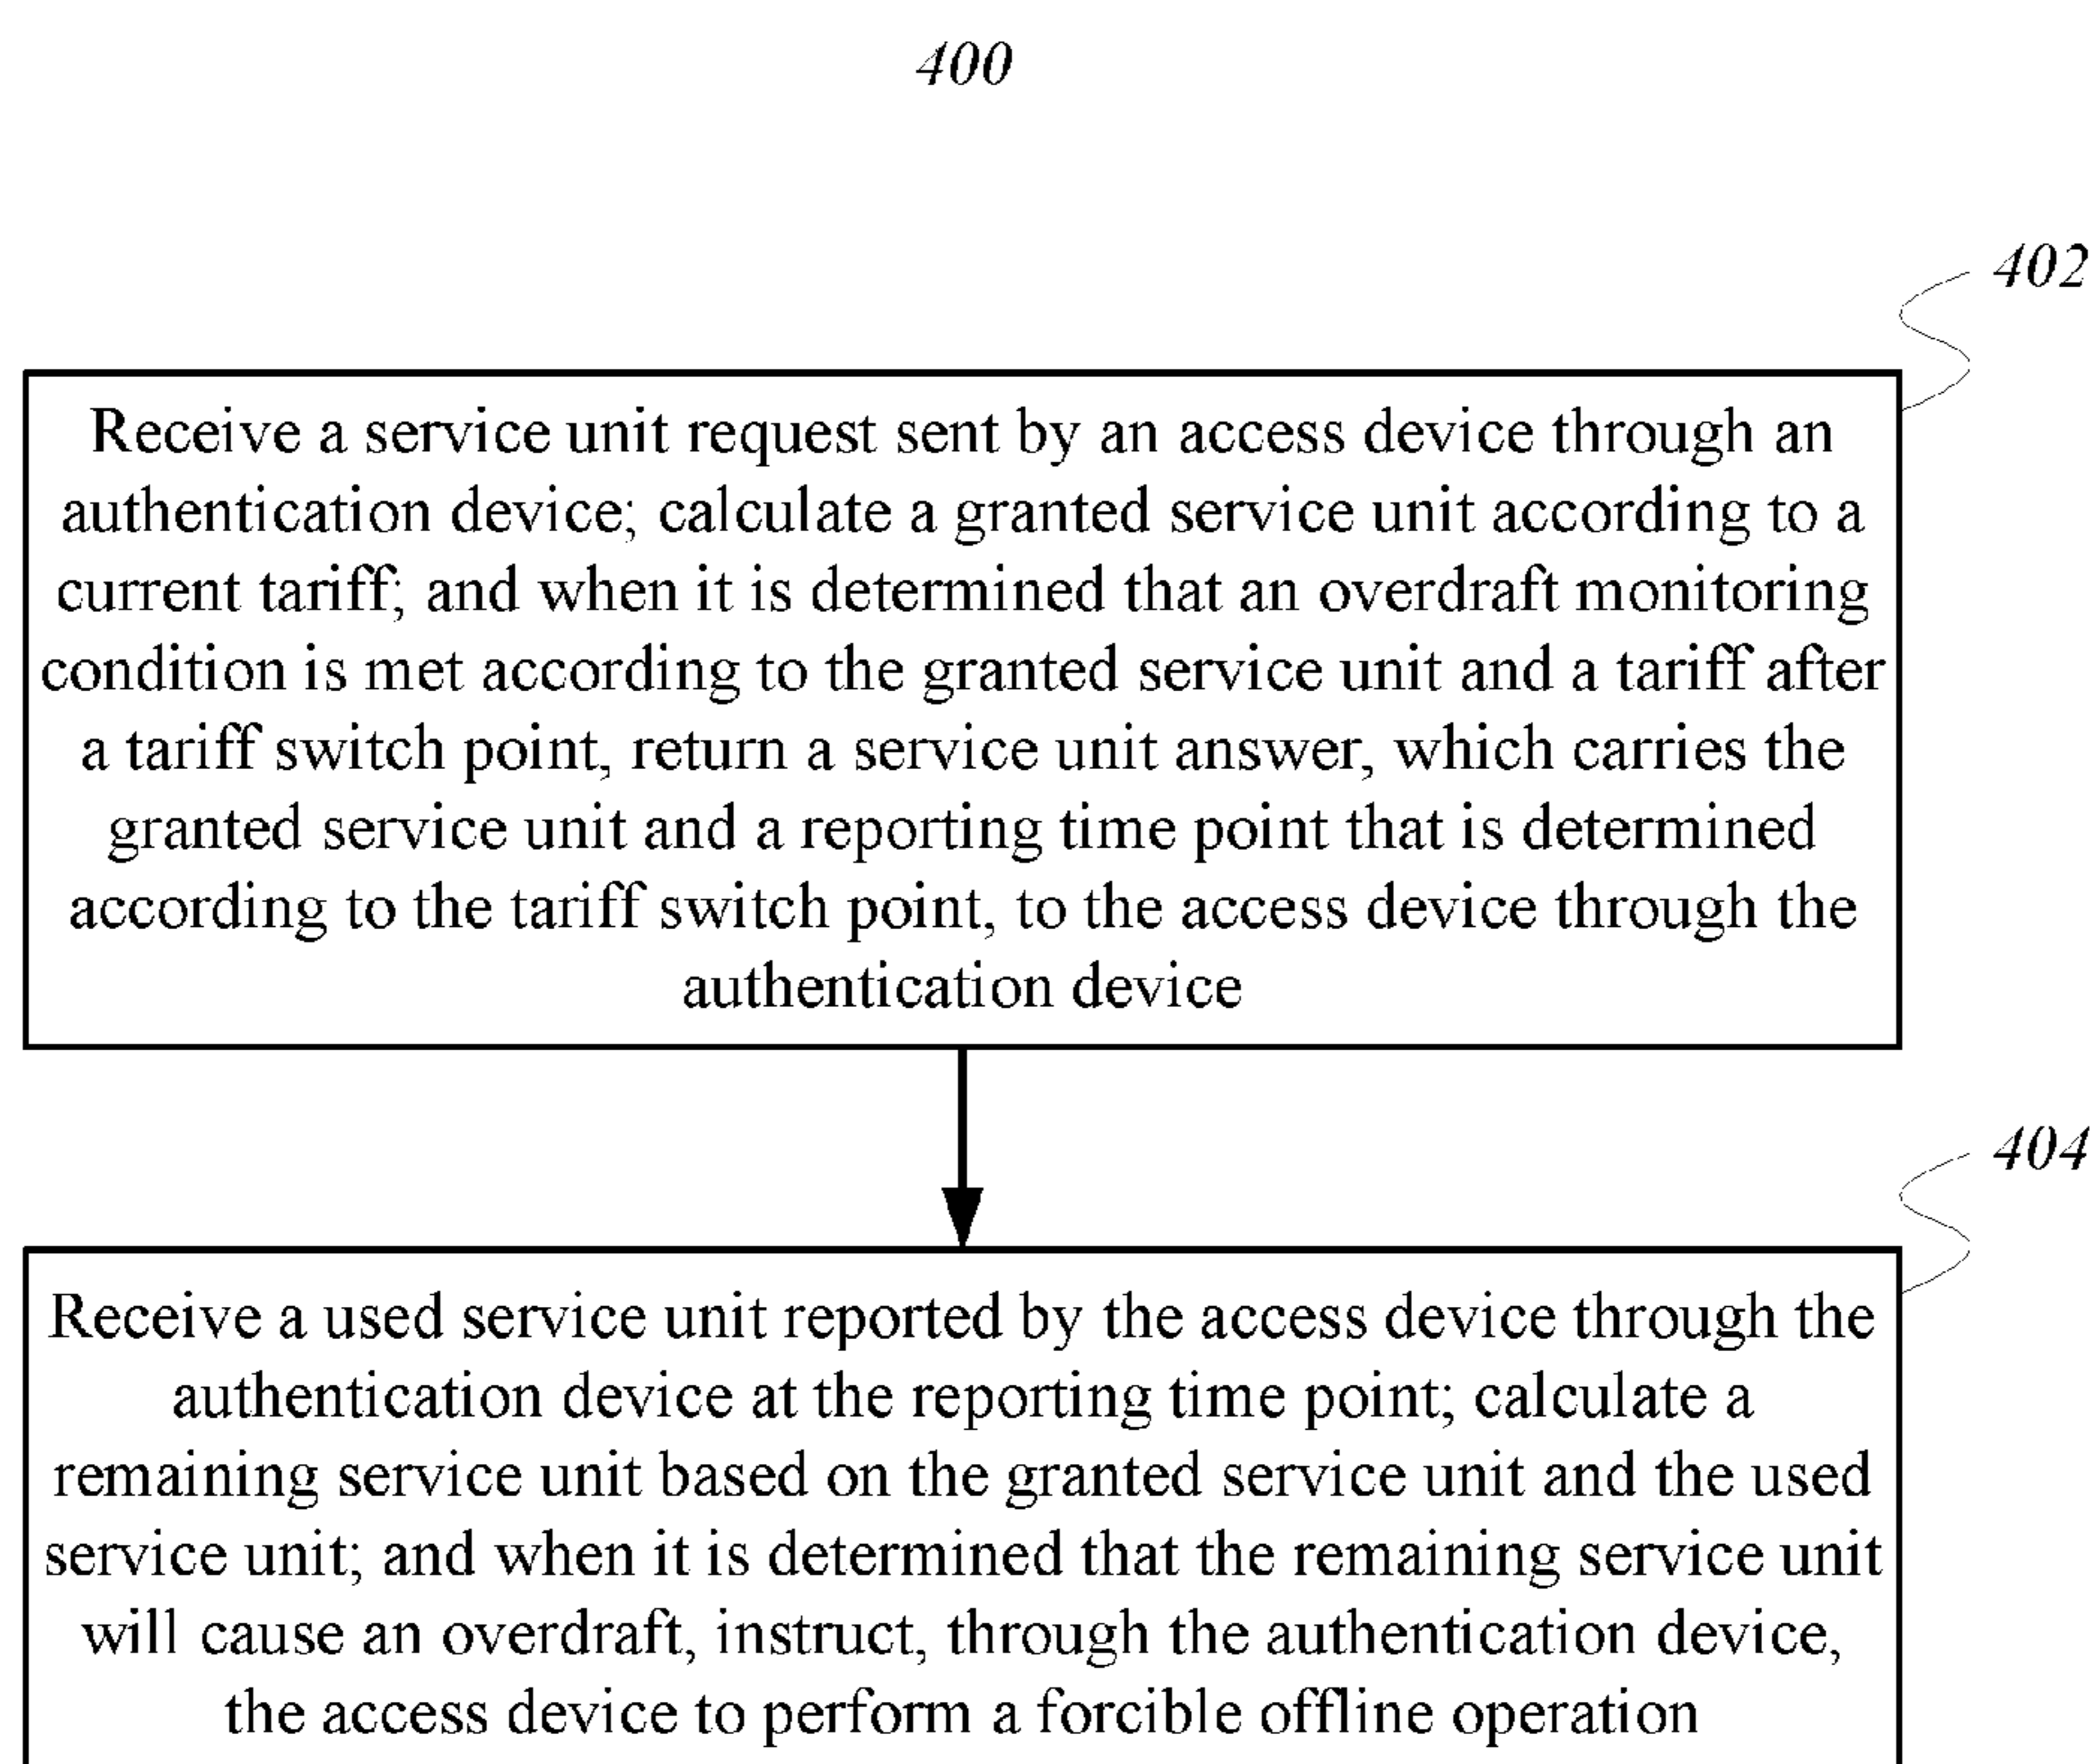 400
402
Receive a service unit request sent by an access device through an
authentication device; calculate a granted service unit according to a
current tariff; and when it is determined that an overdraft monitoring
condition is met according to the granted service unit and a tariff after
a tariff switch point, return a service unit answer, which carries the
granted service unit and a reporting time point that is determined
according to the tariff switch point, to the access device through the
authentication device
404
Receive a used service unit reported by the access device through the
authentication device at the reporting time point; calculate a
remaining service unit based on the granted service unit and the used
service unit; and when it is determined that the remaining service unit
will cause an overdraft, instruct, through the authentication device,
the access device to perform a forcible offline operation